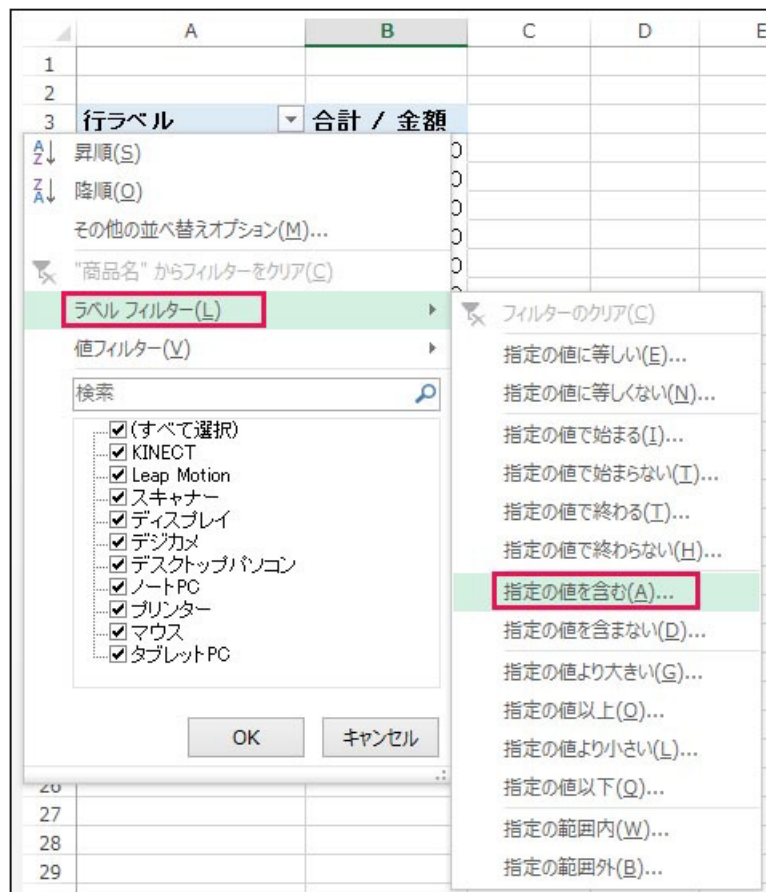 A B C D E
1
2
3 行ラベル 合計 / 金額
昇順(S)
降順(O)
その他の並べ替えオプション(M)...
"商品名" からフィルターをクリア(C)
ラベル フィルター(L)
値フィルター(V)
検索
(すべて選択)
KINECT
Leap Motion
スキャナー
ディスプレイ
デジカメ
デスクトップパソコン
ノートPC
プリンター
マウス
タブレットPC
OK キャンセル
フィルターのクリア(C)
指定の値に等しい(E)...
指定の値に等しくない(N)...
指定の値で始まる(I)...
指定の値で始まらない(T)...
指定の値で終わる(T)...
指定の値で終わらない(H)...
指定の値を含む(A)...
指定の値を含まない(D)...
指定の値より大きい(G)...
指定の値以上(O)...
指定の値より小さい(L)...
指定の値以下(Q)...
指定の範囲内(W)...
指定の範囲外(B)...
27
28
29